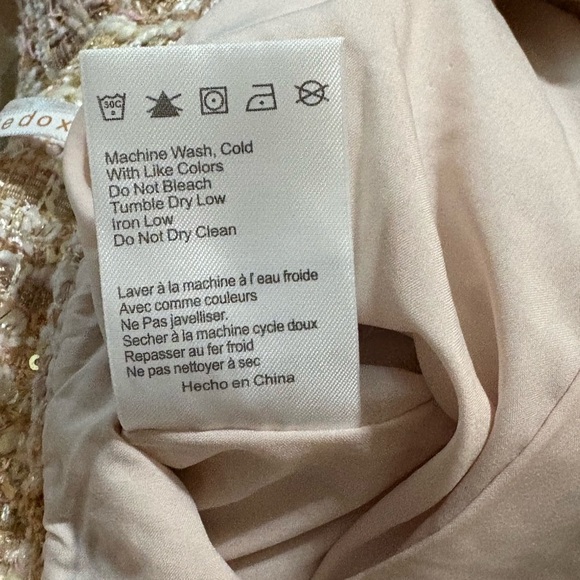 edox
30C
Machine Wash, Cold
With Like Colors
Do Not Bleach
Tumble Dry Low
Iron Low
Do Not Dry Clean
Laver à la machine à l'eau froide
Avec comme couleurs
Ne Pas javelliser.
Secher à la machine cycle doux
Repasser au fer froid
Ne pas nettoyer à sec
Hecho en China